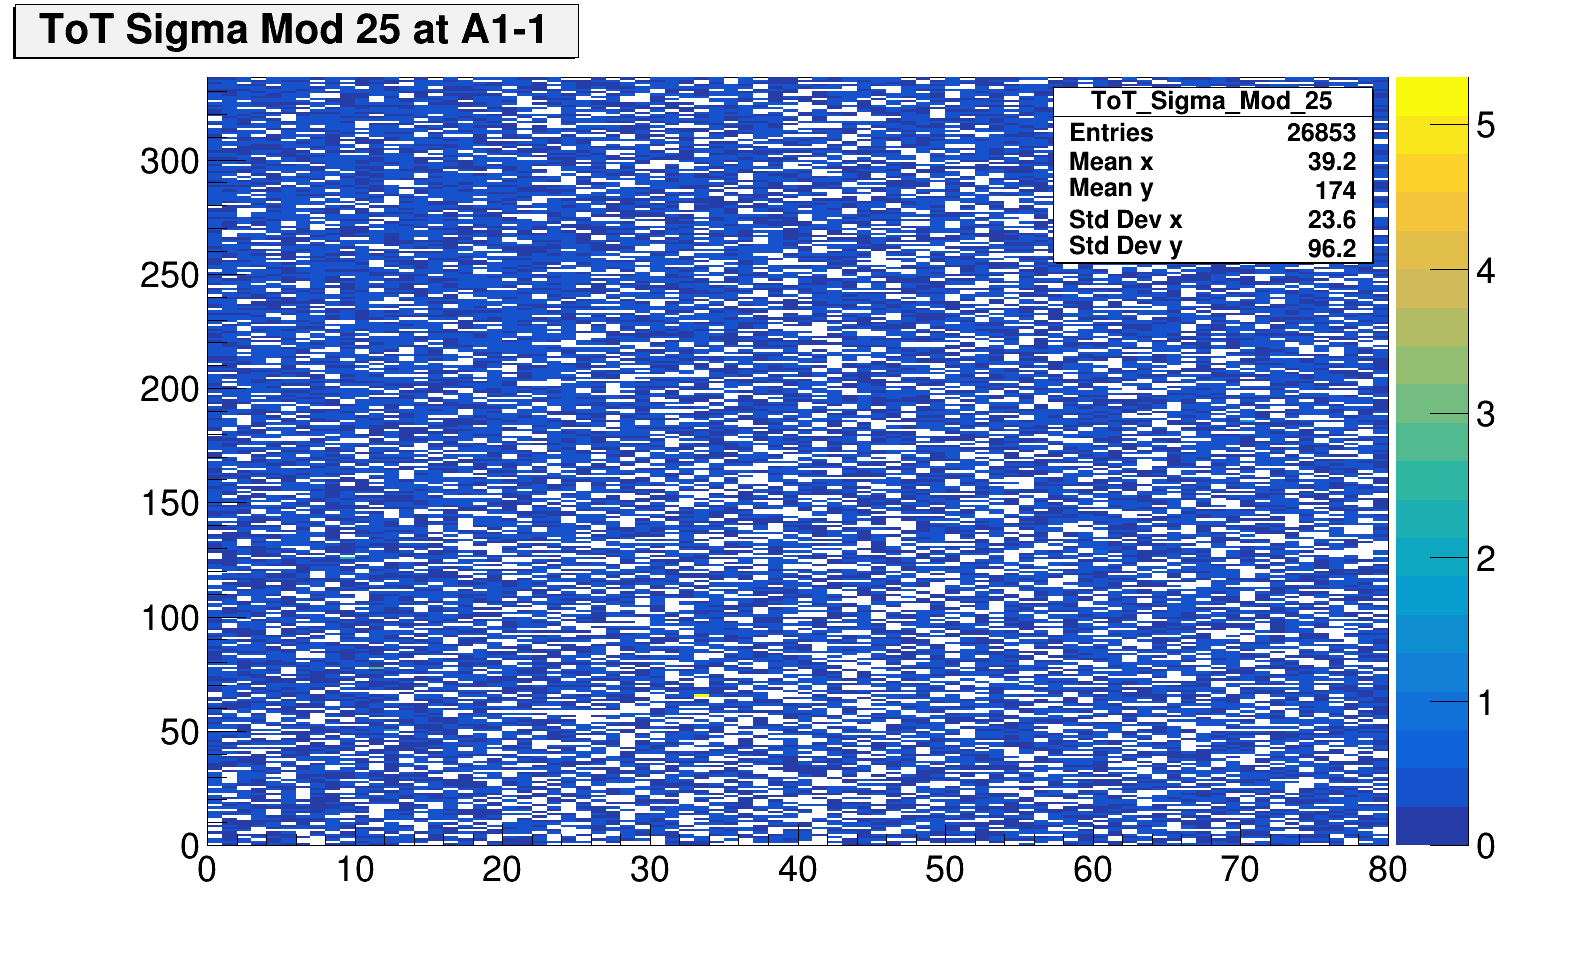 ToT Sigma Mod 25 at A1-1
ToT_Sigma_Mod_25
Entries 26853
Mean x 39.2
Mean y 174
Std Dev x 23.6
Std Dev y 96.2
300
250
200
150
100
50
0
0 10 20 30 40 50 60 70 80
5
4
3
2
1
0